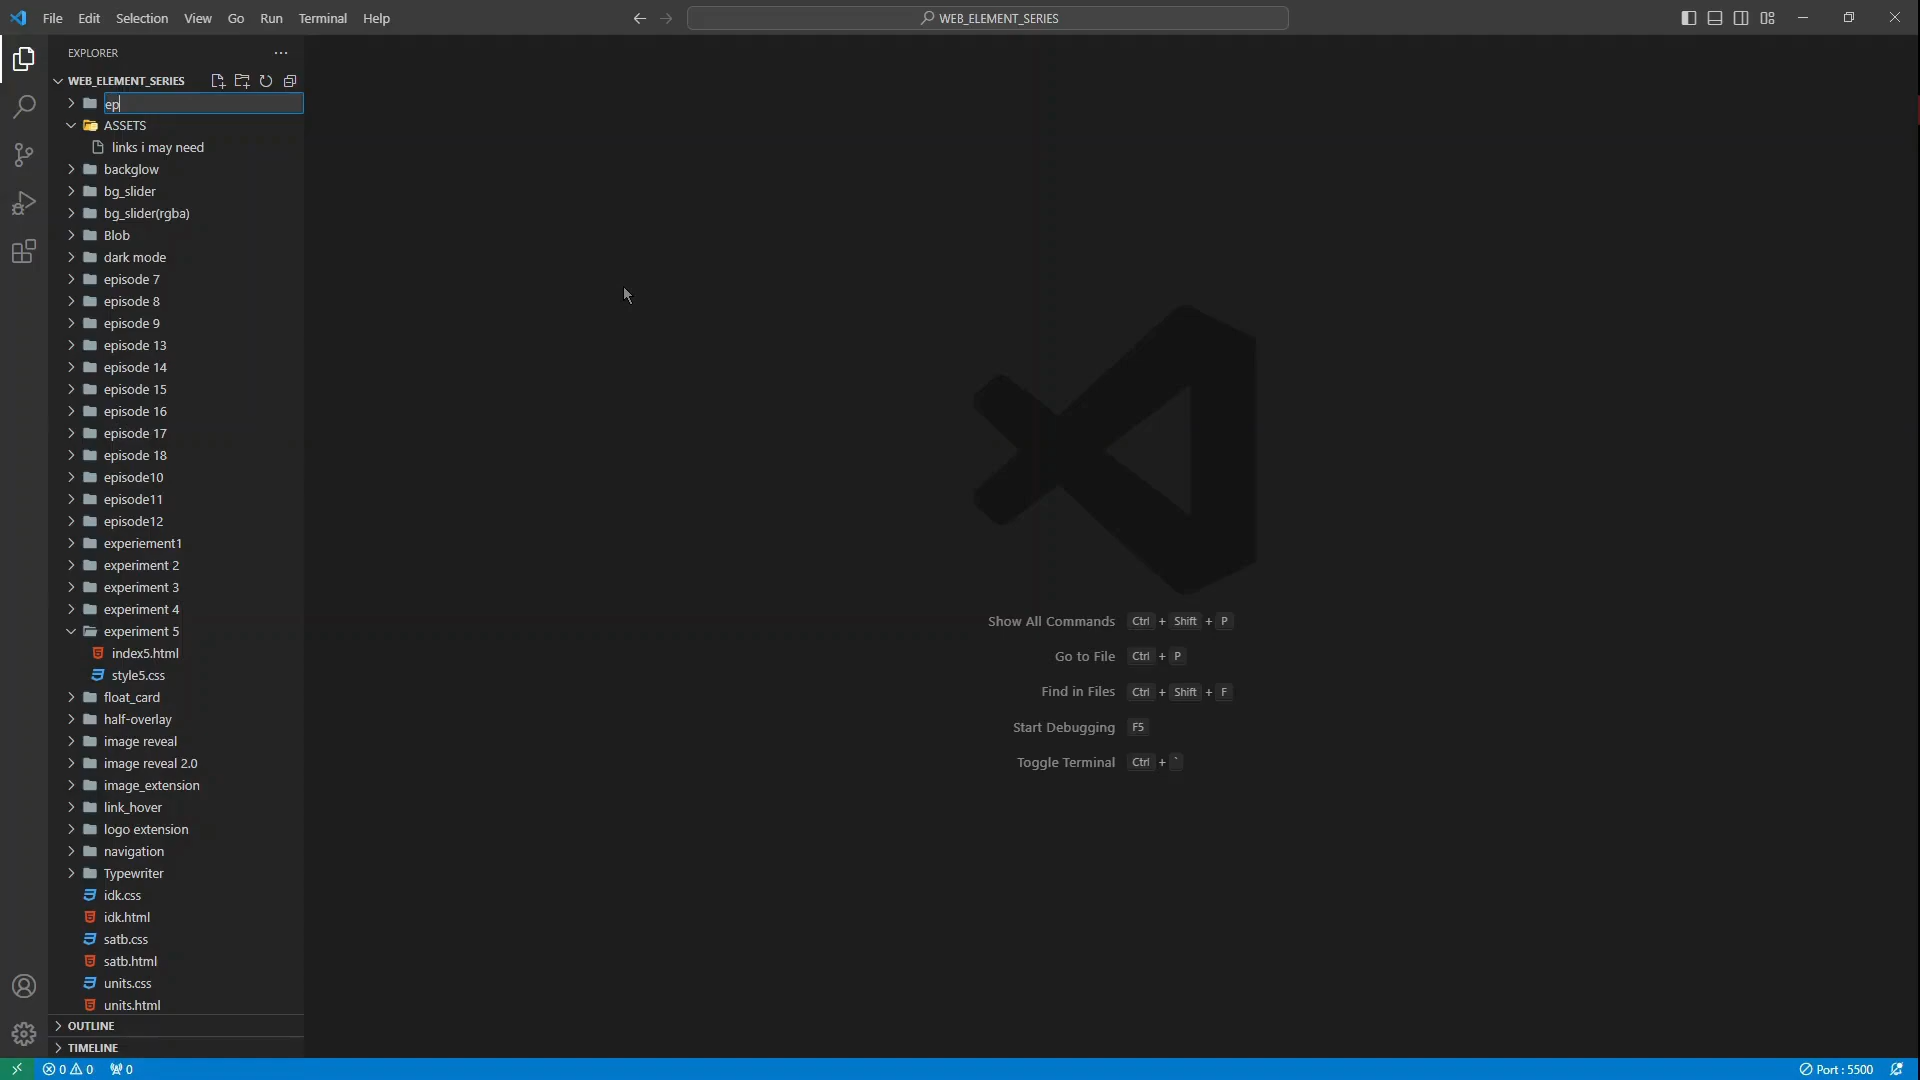 File Edit Selection View Go Run Terminal Help
WEB_ELEMENT_SERIES
EXPLORER
WEB_ELEMENT_SERIES
ep
ASSETS
links i may need
backglow
bg_slider
bg_slider(rgba)
Blob
dark mode
episode 7
episode 8
episode 9
episode 13
episode 14
episode 15
episode 16
episode 17
episode 18
episode10
episode11
episode12
experiement1
experiment 2
experiment 3
experiment 4
experiment 5
index5.html
style5.css
float_card
half-overlay
image reveal
image reveal 2.0
image_extension
link_hover
logo extension
navigation
Typewriter
idk.css
idk.html
satb.css
satb.html
units.css
units.html
OUTLINE
TIMELINE
Show All Commands Ctrl + Shift + P
Go to File Ctrl + P
Find in Files Ctrl + Shift + F
Start Debugging F5
Toggle Terminal Ctrl + `
0 0 0 Port : 5500